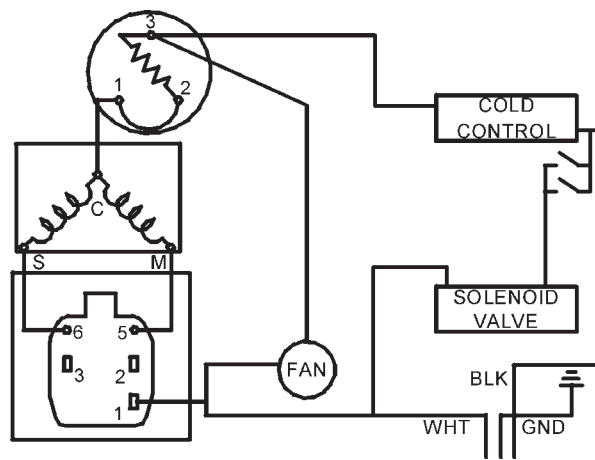 3
1
2
COLD
CONTROL
C
S
M
SOLENOID
VALVE
6
5
3
2
1
FAN
BLK
WHT
GND